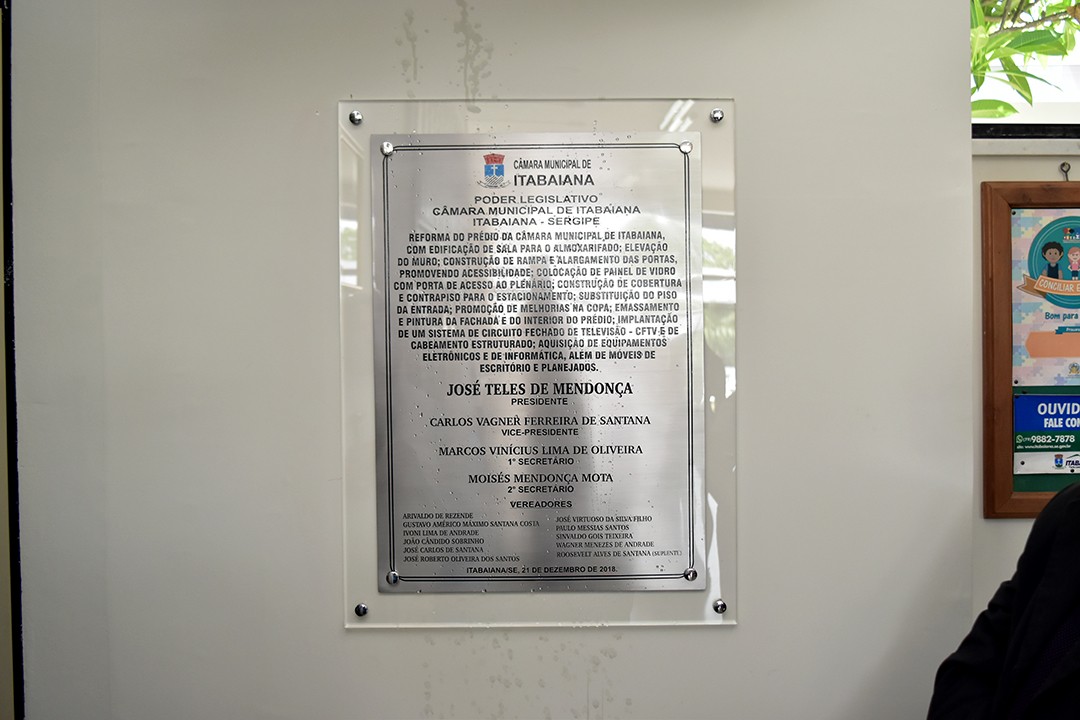 CÂMARA MUNICIPAL DE
ITABAIANA
PODER LEGISLATIVO
CÂMARA MUNICIPAL DE ITABAIANA
ITABAIANA - SERGIPE
REFORMA DO PRÉDIO DA CÂMARA MUNICIPAL DE ITABAIANA,
COM EDIFICAÇÃO DE SALA PARA O ALMOXARIFADO; ELEVAÇÃO
DO MURO; CONSTRUÇÃO DE RAMPA E ALARGAMENTO DAS PORTAS,
PROMOVENDO ACESSIBILIDADE; COLOCAÇÃO DE PAINEL DE VIDRO
COM PORTA DE ACESSO AO PLENÁRIO; CONSTRUÇÃO DE COBERTURA
E CONTRAPISO PARA O ESTACIONAMENTO; SUBSTITUIÇÃO DO PISO
DA ENTRADA; PROMOÇÃO DE MELHORIAS NA COPA; EMASSAMENTO
E PINTURA DA FACHADA E DO INTERIOR DO PRÉDIO; IMPLANTAÇÃO
DE UM SISTEMA DE CIRCUITO FECHADO DE TELEVISÃO - CFTV E DE
CABEAMENTO ESTRUTURADO; AQUISIÇÃO DE EQUIPAMENTOS
ELETRÔNICOS E DE INFORMÁTICA, ALÉM DE MÓVEIS DE
ESCRITÓRIO E PLANEJADOS.
JOSÉ TELES DE MENDONÇA
PRESIDENTE
CARLOS VAGNER FERREIRA DE SANTANA
VICE-PRESIDENTE
MARCOS VINÍCIUS LIMA DE OLIVEIRA
1º SECRETÁRIO
MOISÉS MENDONÇA MOTA
2º SECRETÁRIO
VEREADORES
ARIVALDO DE REZENDE
GUSTAVO AMÉRICO MÁXIMO SANTANA COSTA
IVONI LIMA DE ANDRADE
JOÃO CÂNDIDO SOBRINHO
JOSÉ CARLOS DE SANTANA
JOSÉ ROBERTO OLIVEIRA DOS SANTOS
JOSÉ VIRTUOSO DA SILVA FILHO
PAULO MESSIAS SANTOS
SINVALDO GOIS TEIXEIRA
WAGNER MENEZES DE ANDRADE
ROOSEVELT ALVES DE SANTANA (SUPLENTE)
ITABAIANA/SE, 21 DE DEZEMBRO DE 2018.
CONCILIAR
Bom para
OUVID
FALE CO
9882-7878
ITABA